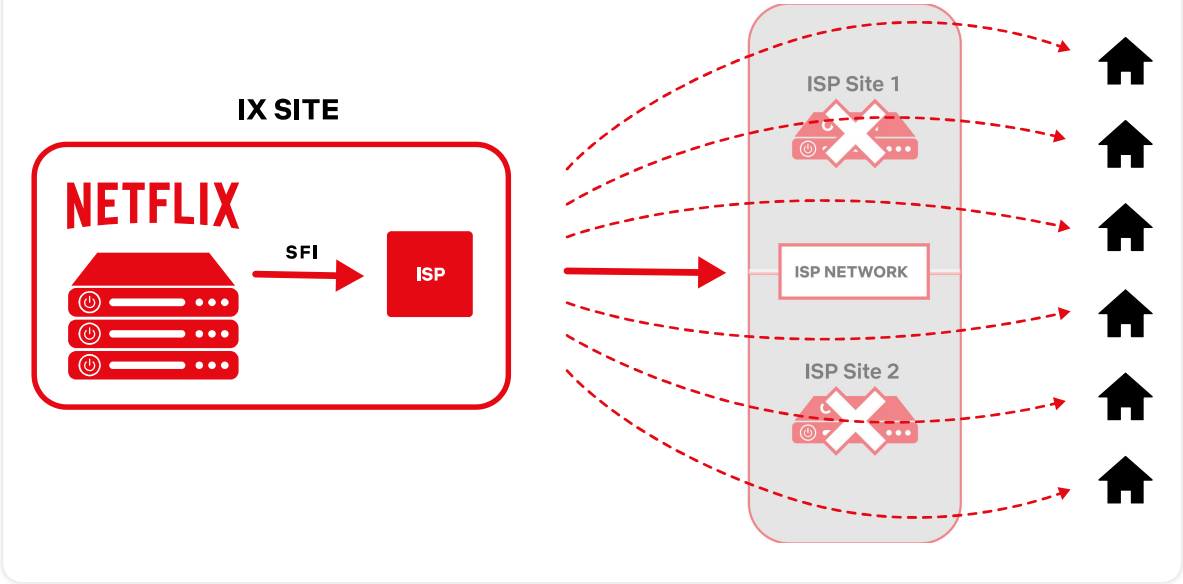 IX SITE
NETFLIX
SFI
ISP
ISP Site 1
ISP NETWORK
ISP Site 2